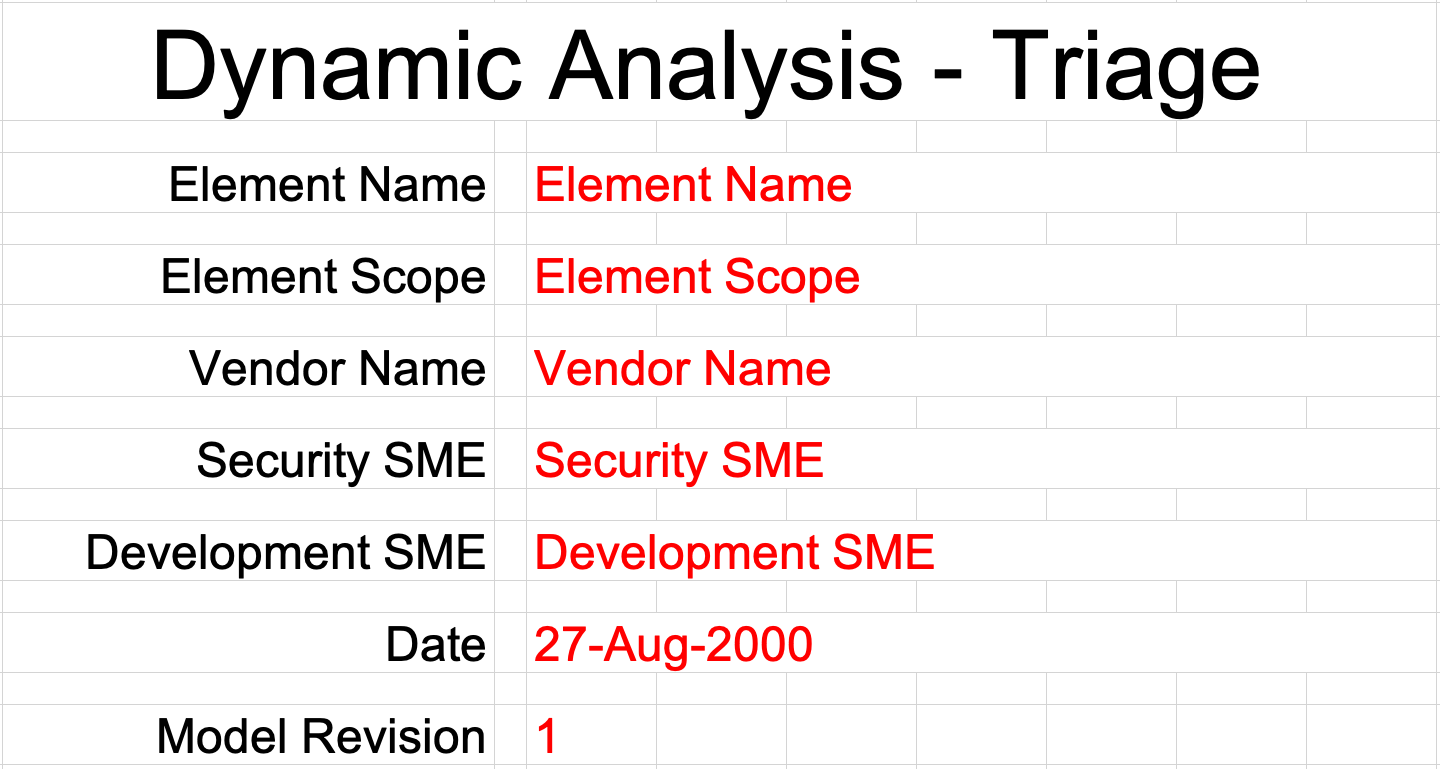 Dynamic Analysis - Triage
Element Name Element Name
Element Scope Element Scope
Vendor Name Vendor Name
Security SME Security SME
Development SME Development SME
Date 27-Aug-2000
Model Revision 1